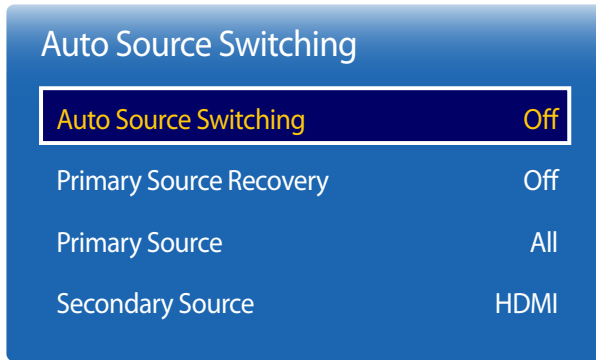 Auto Source Switching
Auto Source Switching Off
Primary Source Recovery Off
Primary Source All
Secondary Source HDMI